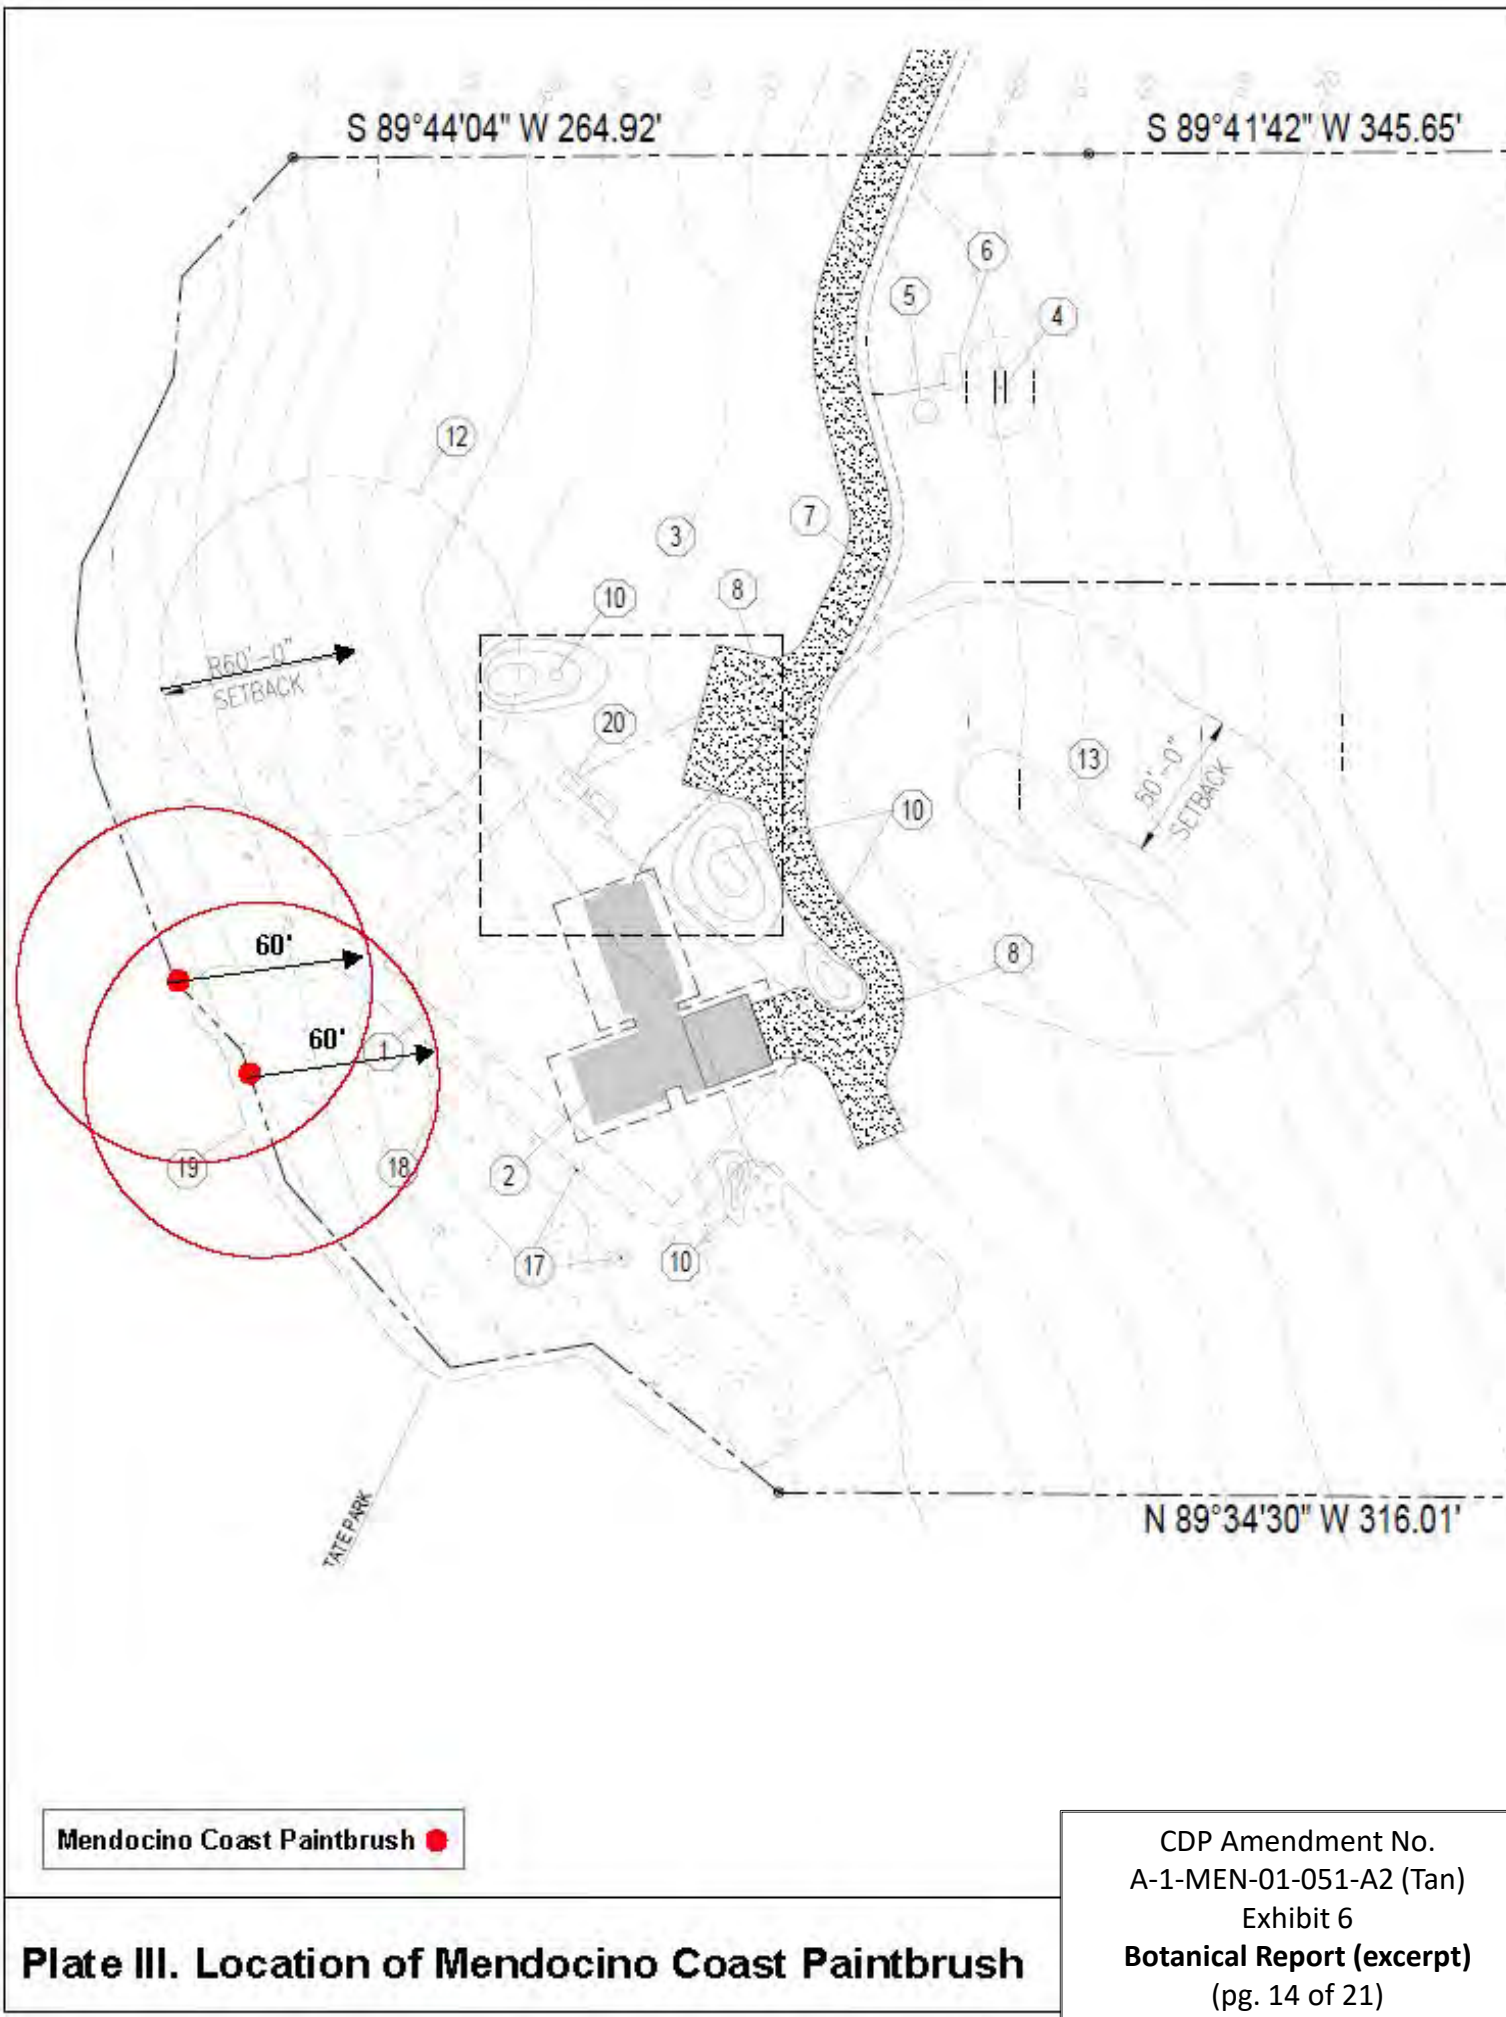 S 89°44'04" W 264.92'
S 89°41'42" W 345.65'
6
5
4
12
3
7
8
10
R60'-0"
SETBACK
20
13
50'-0"
SETBACK
10
60'
8
60'
1
19
18
2
17
10
TATE PARK
N 89°34'30" W 316.01'
Mendocino Coast Paintbrush
Plate III. Location of Mendocino Coast Paintbrush
CDP Amendment No.
A-1-MEN-01-051-A2 (Tan)
Exhibit 6
Botanical Report (excerpt)
(pg. 14 of 21)